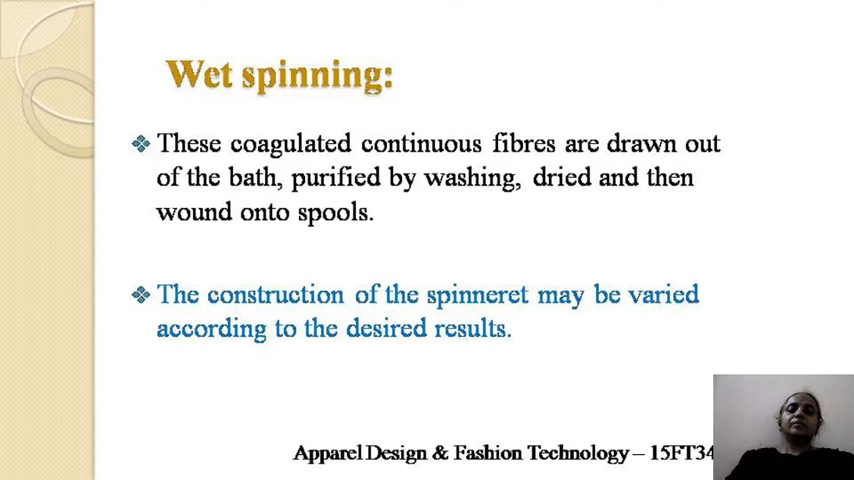 Wet spinning:
These coagulated continuous fibres are drawn out
of the bath, purified by washing, dried and then
wound onto spools.
The construction of the spinneret may be varied
according to the desired results.
Apparel Design & Fashion Technology – 15FT34